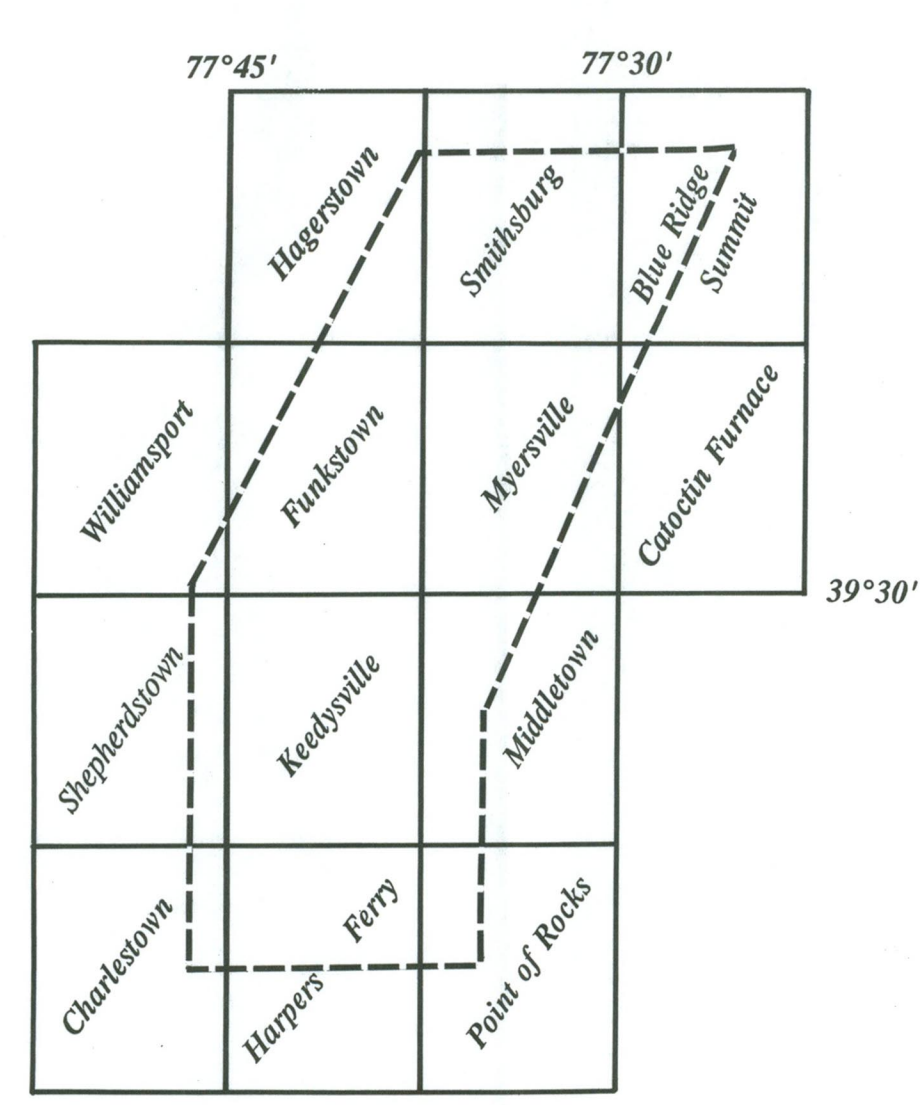 77°45'
77°30'
Hagerstown
Smithsburg
Blue Ridge
Summit
Williamsport
Funkstown
Myersville
Catoctin Furnace
39°30'
Shepherdstown
Keedysville
Middletown
Charlestown
Harpers
Ferry
Point of Rocks